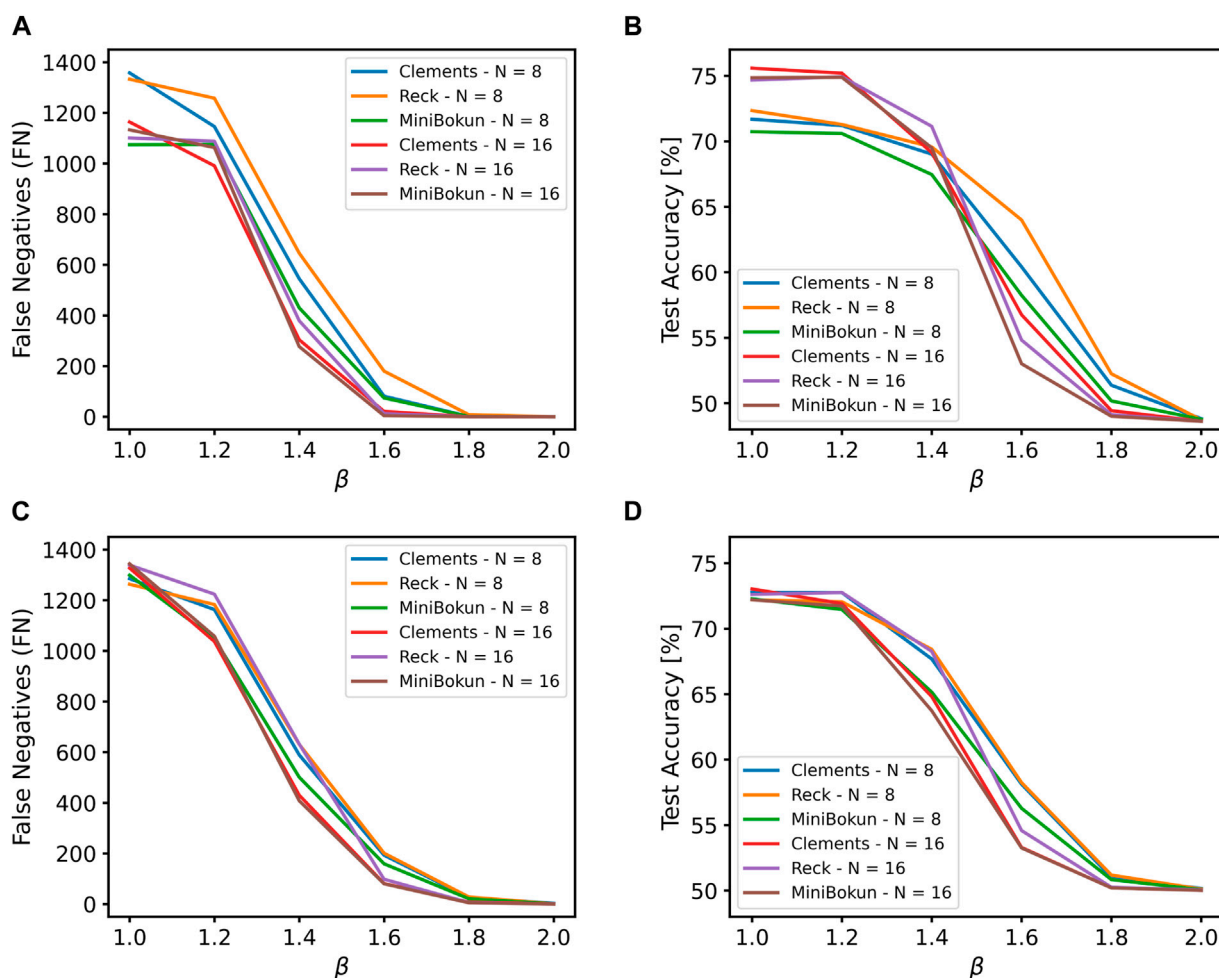 A
1400
1200
1000
800
600
400
200
0
False Negatives (FN)
Clements - N = 8
Reck - N = 8
MiniBokun - N = 8
Clements - N = 16
Reck - N = 16
MiniBokun - N = 16
1.0 1.2 1.4 1.6 1.8 2.0
β
B
75
70
65
60
55
50
Test Accuracy [%]
Clements - N = 8
Reck - N = 8
MiniBokun - N = 8
Clements - N = 16
Reck - N = 16
MiniBokun - N = 16
1.0 1.2 1.4 1.6 1.8 2.0
β
C
1400
1200
1000
800
600
400
200
0
False Negatives (FN)
Clements - N = 8
Reck - N = 8
MiniBokun - N = 8
Clements - N = 16
Reck - N = 16
MiniBokun - N = 16
1.0 1.2 1.4 1.6 1.8 2.0
β
D
75
70
65
60
55
50
Test Accuracy [%]
Clements - N = 8
Reck - N = 8
MiniBokun - N = 8
Clements - N = 16
Reck - N = 16
MiniBokun - N = 16
1.0 1.2 1.4 1.6 1.8 2.0
β